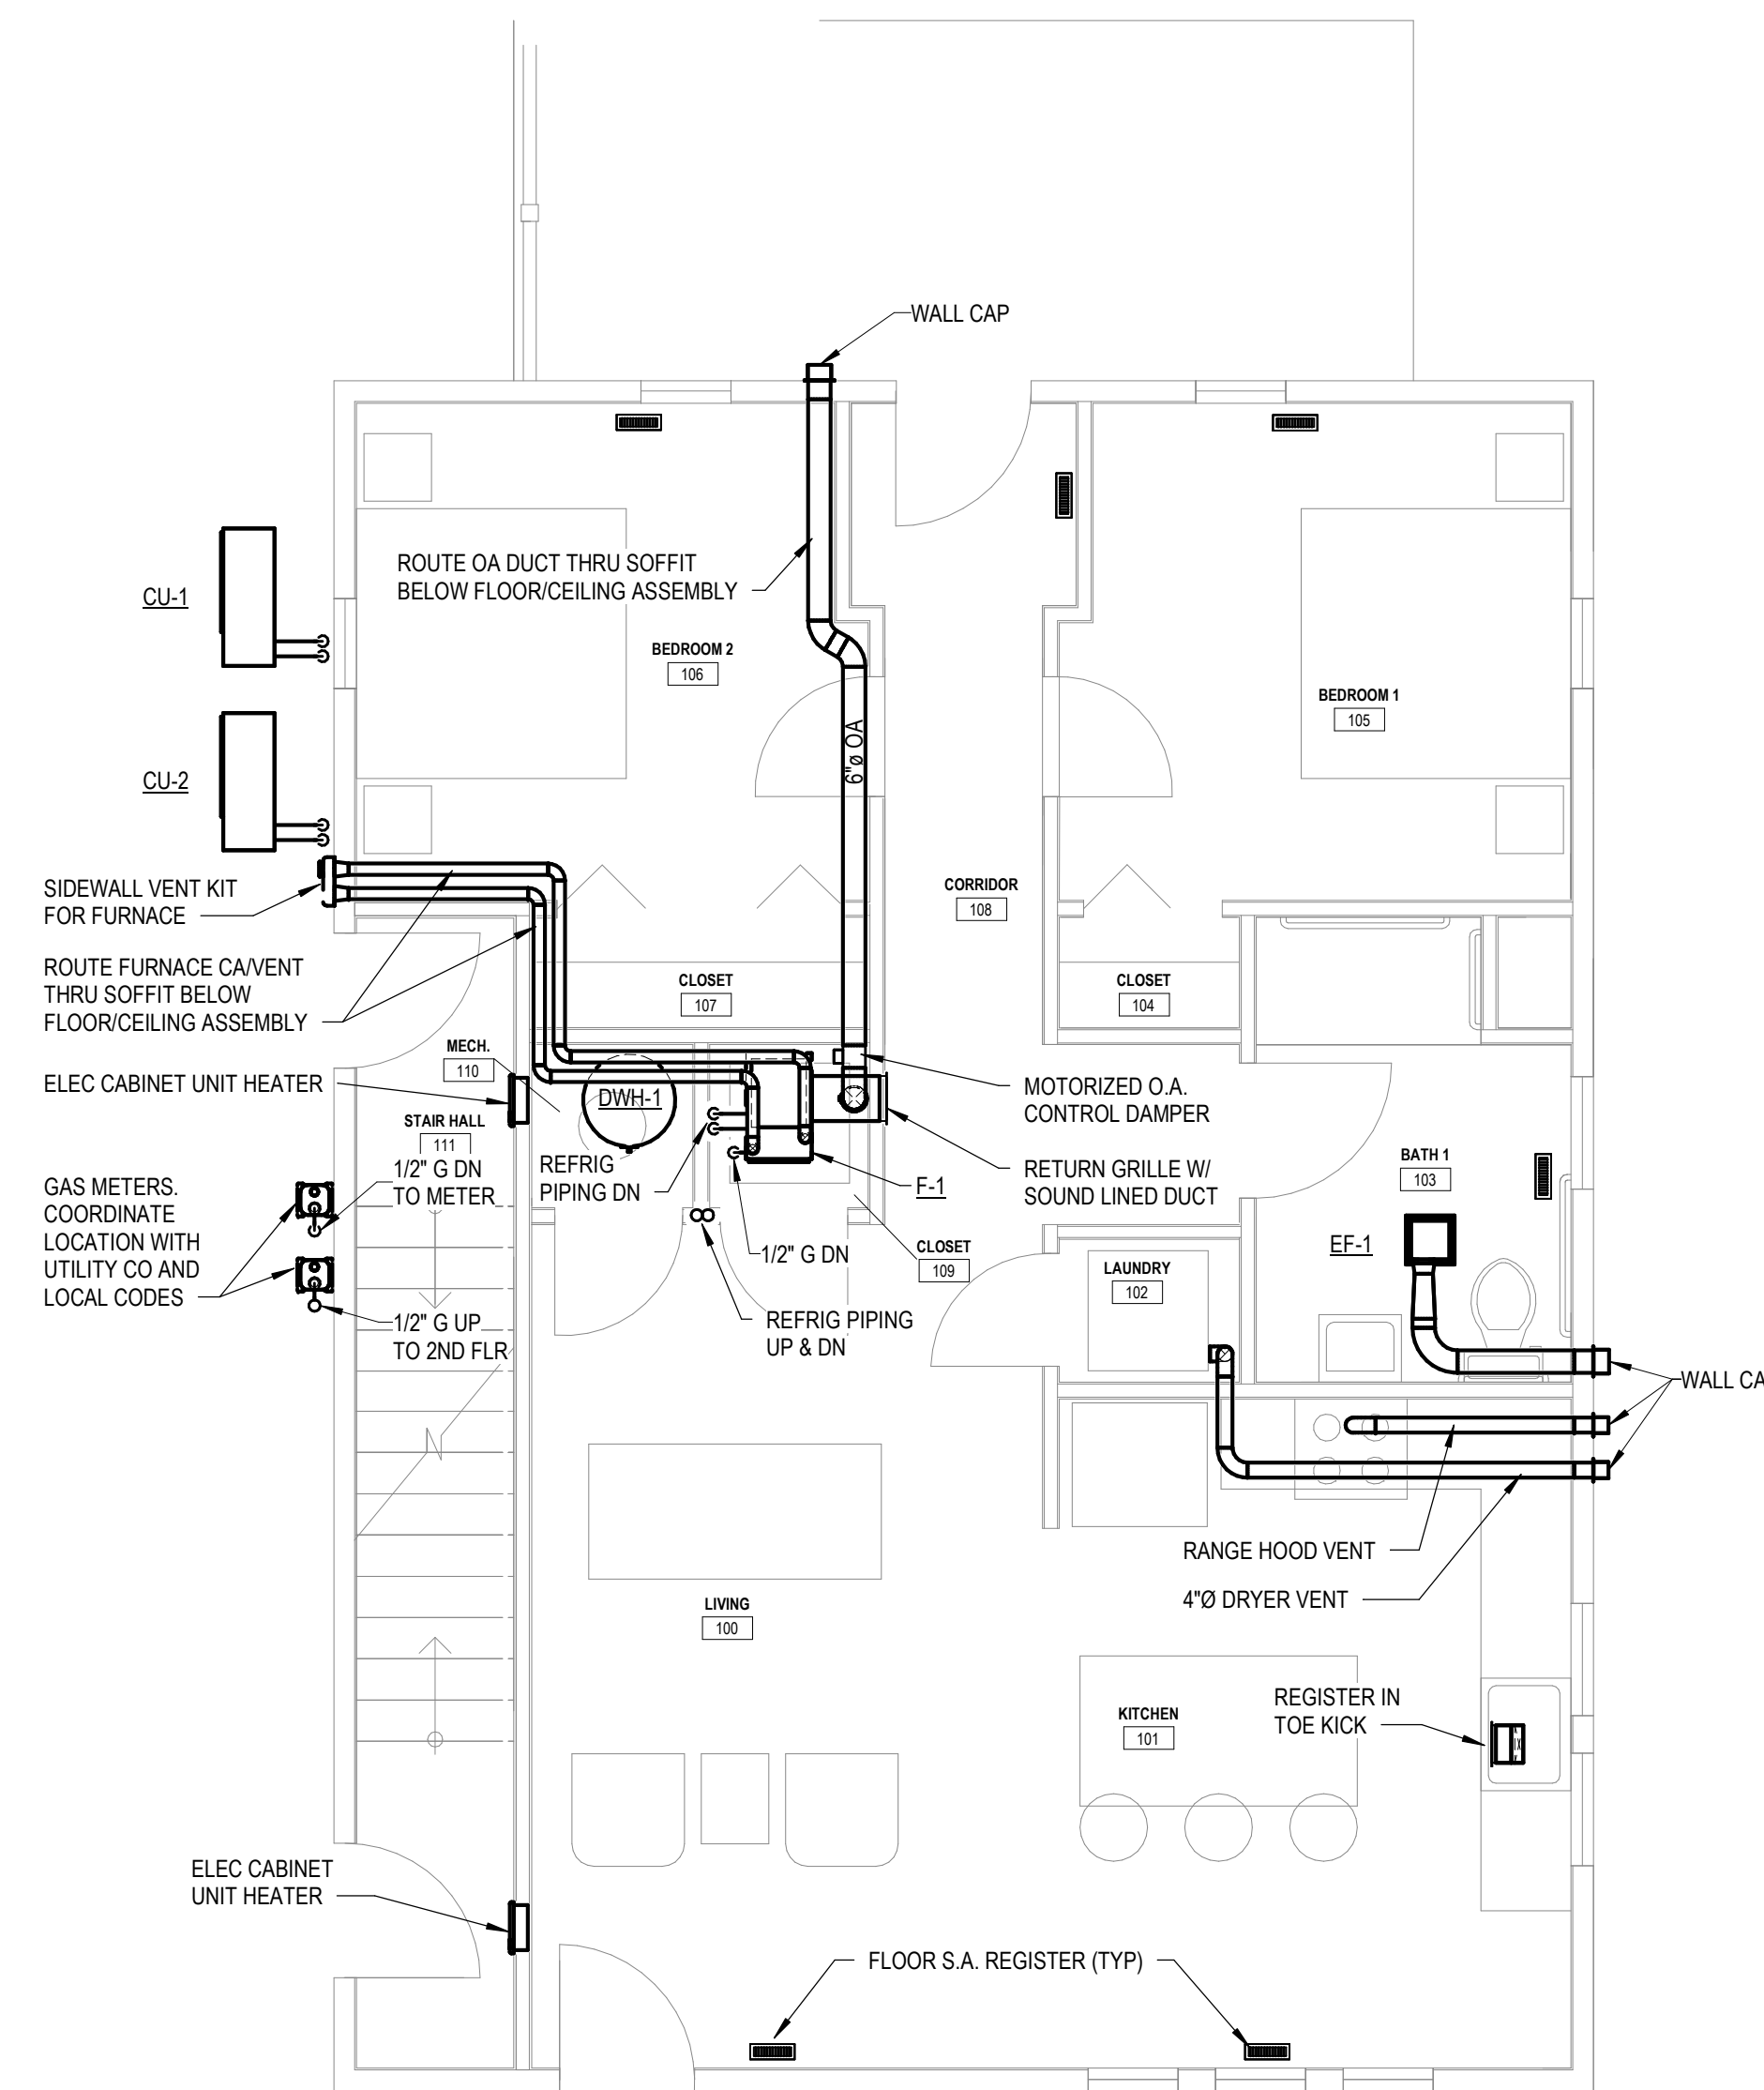 WALL CAP
ROUTE OA DUCT THRU SOFFIT
BELOW FLOOR/CEILING ASSEMBLY
CU-1
BEDROOM 2
106
BEDROOM 1
105
6"ø OA
CU-2
SIDEWALL VENT KIT
FOR FURNACE
CORRIDOR
108
ROUTE FURNACE CA/VENT
THRU SOFFIT BELOW
FLOOR/CEILING ASSEMBLY
CLOSET
107
CLOSET
104
MECH.
110
ELEC CABINET UNIT HEATER
DWH-1
MOTORIZED O.A.
CONTROL DAMPER
STAIR HALL
111
1/2" G DN
TO METER
REFRIG
PIPING DN
F-1
RETURN GRILLE W/
SOUND LINED DUCT
BATH 1
103
GAS METERS.
COORDINATE
LOCATION WITH
UTILITY CO AND
LOCAL CODES
1/2" G DN
CLOSET
109
LAUNDRY
102
EF-1
1/2" G UP
TO 2ND FLR
REFRIG PIPING
UP & DN
WALL CA
RANGE HOOD VENT
4"Ø DRYER VENT
LIVING
100
KITCHEN
101
REGISTER IN
TOE KICK
ELEC CABINET
UNIT HEATER
FLOOR S.A. REGISTER (TYP)